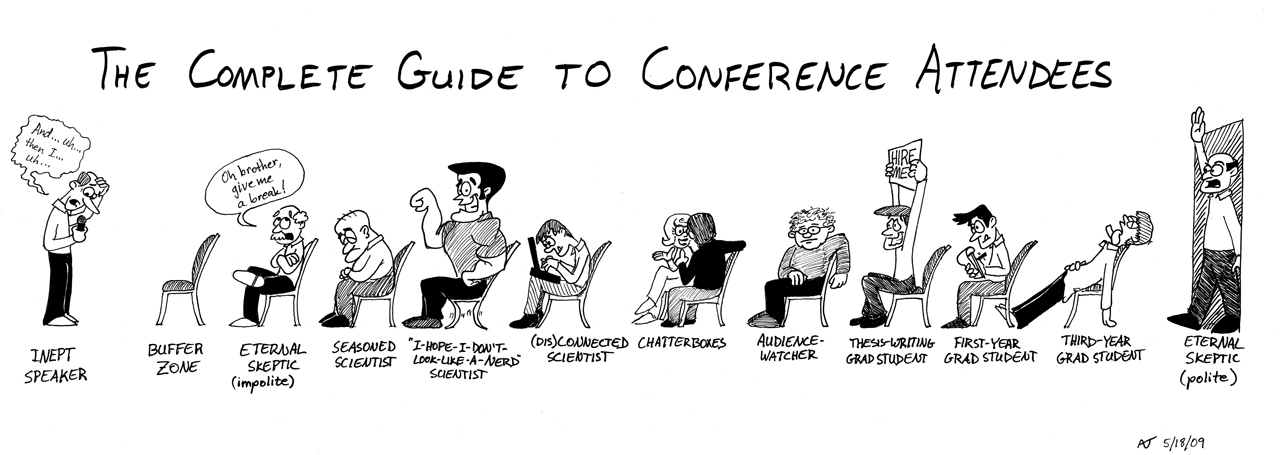 THE COMPLETE GUIDE TO CONFERENCE ATTENDEES
And... uh...
then I...
uh...
Oh brother,
give me
a break!
HIRE
ME
INEPT
SPEAKER
BUFFER
ZONE
ETERNAL
SKEPTIC
(impolite)
SEASONED
SCIENTIST
"I-HOPE-I-DON'T-
LOOK-LIKE-A-NERD"
SCIENTIST
(DIS)CONNECTED
SCIENTIST
CHATTERBOXES
AUDIENCE-
WATCHER
THESIS-WRITING
GRAD STUDENT
FIRST-YEAR
GRAD STUDENT
THIRD-YEAR
GRAD STUDENT
ETERNAL
SKEPTIC
(polite)
AJ 5/18/09